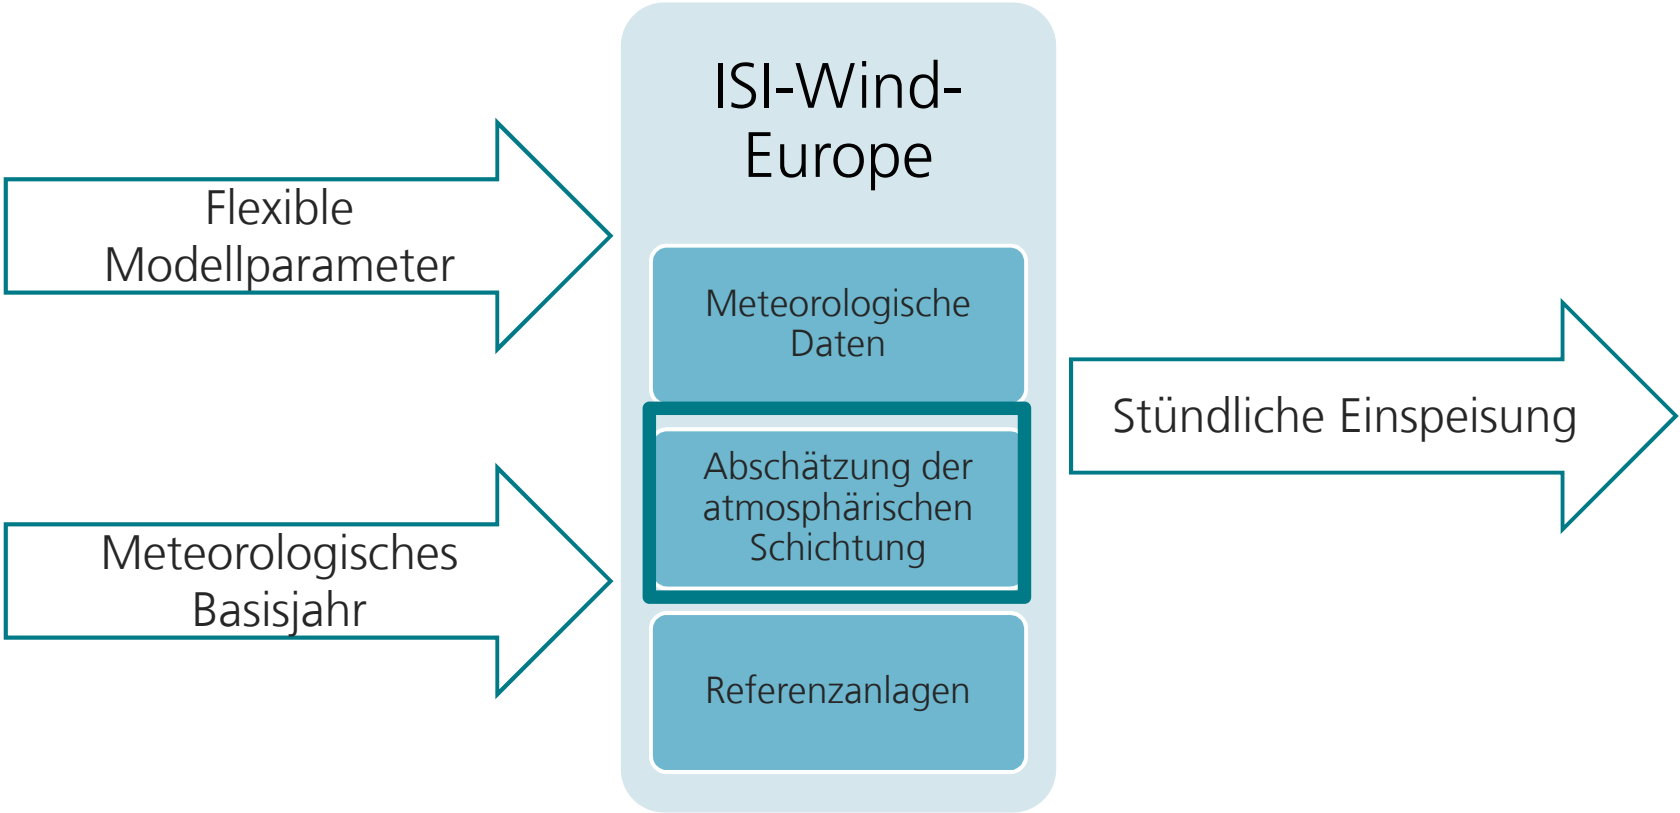 Flexible
Modellparameter
Meteorologisches
Basisjahr
ISI-Wind-
Europe
Meteorologische
Daten
Abschätzung der
atmosphärischen
Schichtung
Referenzanlagen
Stündliche Einspeisung